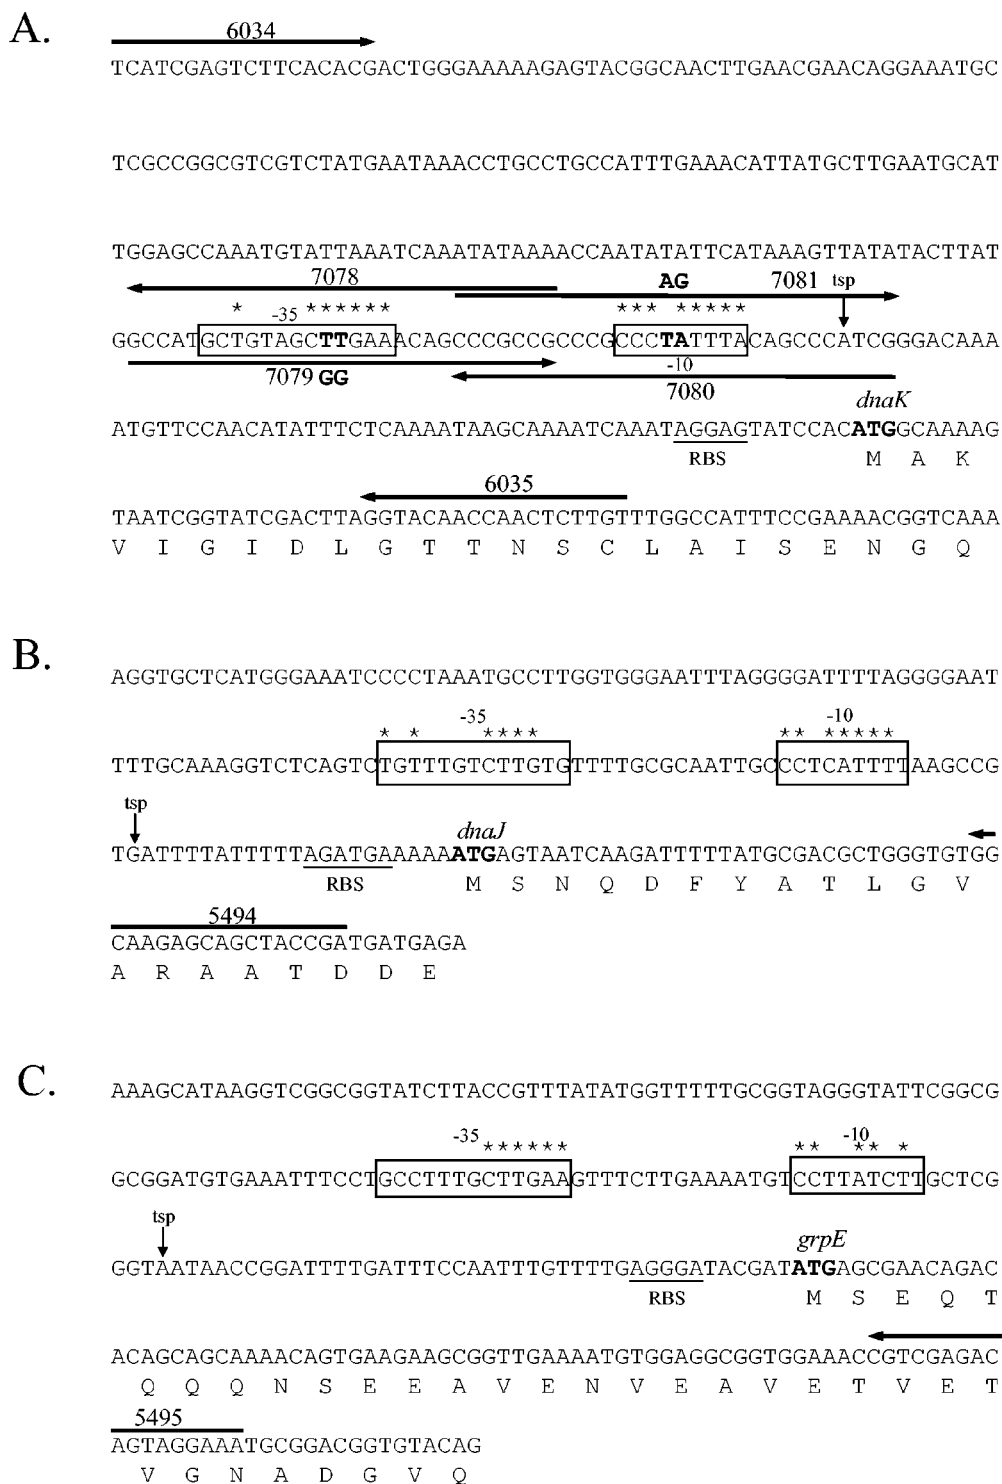 A.
6034
TCATCGAGTCTTCACACGACTGGGAAAAAGAGTACGGCAACTTGAACGAACAGGAAATGC
TCGCCGGCGTCGTCTATGAATAAACCTGCCTGCCATTTGAAACATTATGCTTGAATGCAT
TGGAGCCAAATGTATTAAATCAAATATAAAACCAATATATTCATAAAGTTATATACTTAT
7078 AG 7081 tsp
* -35 ****** *** *****
GGCCATGCTGTAGCTTGAAACAGCCCGCCGCCCGCCCTATTTACAGCCCATCGGGACAAA
7079 GG -10 7080
dnaK
ATGTTCCAACATATTTCTCAAAATAAGCAAAATCAAATAGGAGTATCCACATGGCAAAAG
RBS M A K
6035
TAATCGGTATCGACTTAGGTACAACCAACTCTTGTTTGGCCATTTCCGAAAACGGTCAAA
V I G I D L G T T N S C L A I S E N G Q
B.
AGGTGCTCATGGGAAATCCCCTAAATGCCTTGGTGGGAATTTAGGGGATTTTAGGGGAAT
-35 -10
* * **** ** *****
TTTGCAAAGGTCTCAGTCTGTTTGTCTTGTGTTTTGCGCAATTGCCCTCATTTTTAAGCCG
tsp dnaJ
TGATTTTATTTTTAGATGAAAAAATGAGTAATCAAGATTTTTATGCGACGCTGGGTGTGG
RBS M S N Q D F Y A T L G V
5494
CAAGAGCAGCTACCGATGATGAGA
A R A A T D D E
C.
AAAGCATAAGGTCGGCGGTATCTTACCGTTTATATGGTTTTTGCGGTAGGGTATTCGGCG
-35 ****** ** -10 ** *
GCGGATGTGAAATTTCCTGCCTTTGCTTGAAGTTTCTTGAAAATGTCCTTATCTTGCTCG
tsp grpE
GGTAATAACCGGATTTTGATTTCCAATTTGTTTTGAGGGATACGATATGAGCGAACAGAC
RBS M S E Q T
ACAGCAGCAAAACAGTGAAGAAGCGGTTGAAAATGTGGAGGCGGTGGAAACCGTCGAGAC
Q Q Q N S E E A V E N V E A V E T V E T
5495
AGTAGGAAATGCGGACGGTGTACAG
V G N A D G V Q